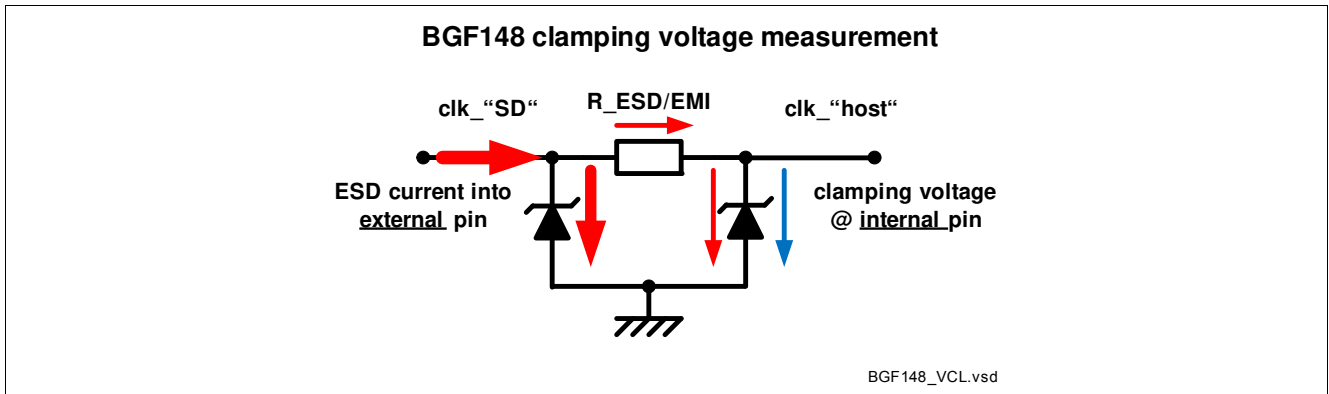 BGF148 clamping voltage measurement
clk_“SD“
R_ESD/EMI
clk_“host“
ESD current into
external pin
clamping voltage
@ internal pin
BGF148_VCL.vsd